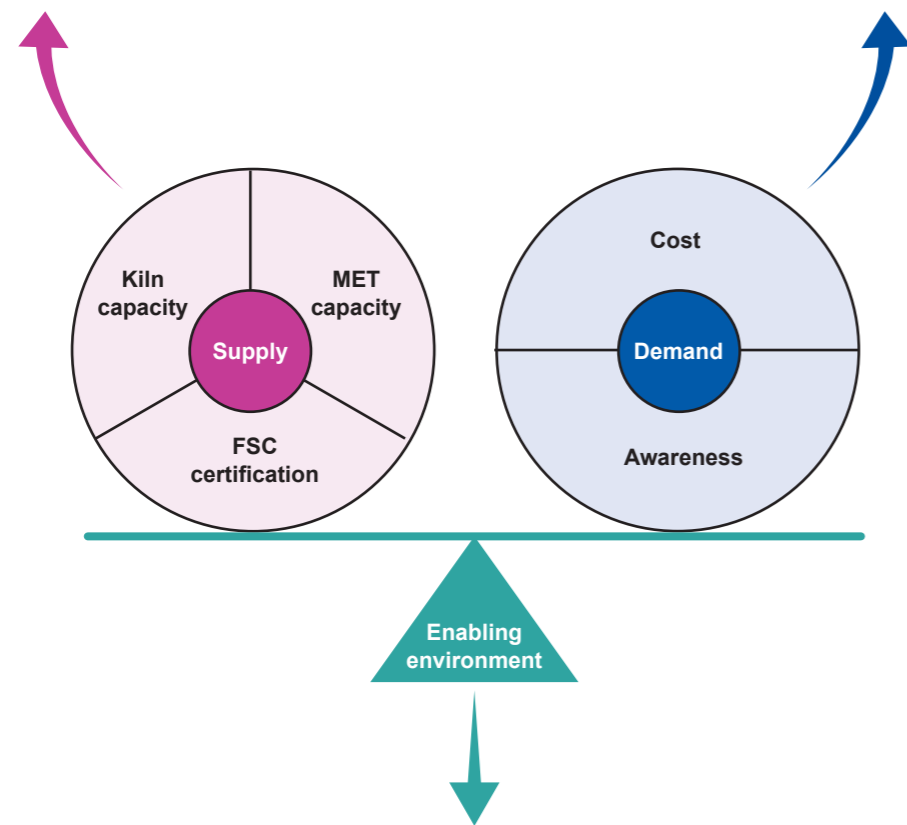 Kiln
capacity
MET
capacity
Supply
FSC
certification
Cost
Demand
Awareness
Enabling
environment